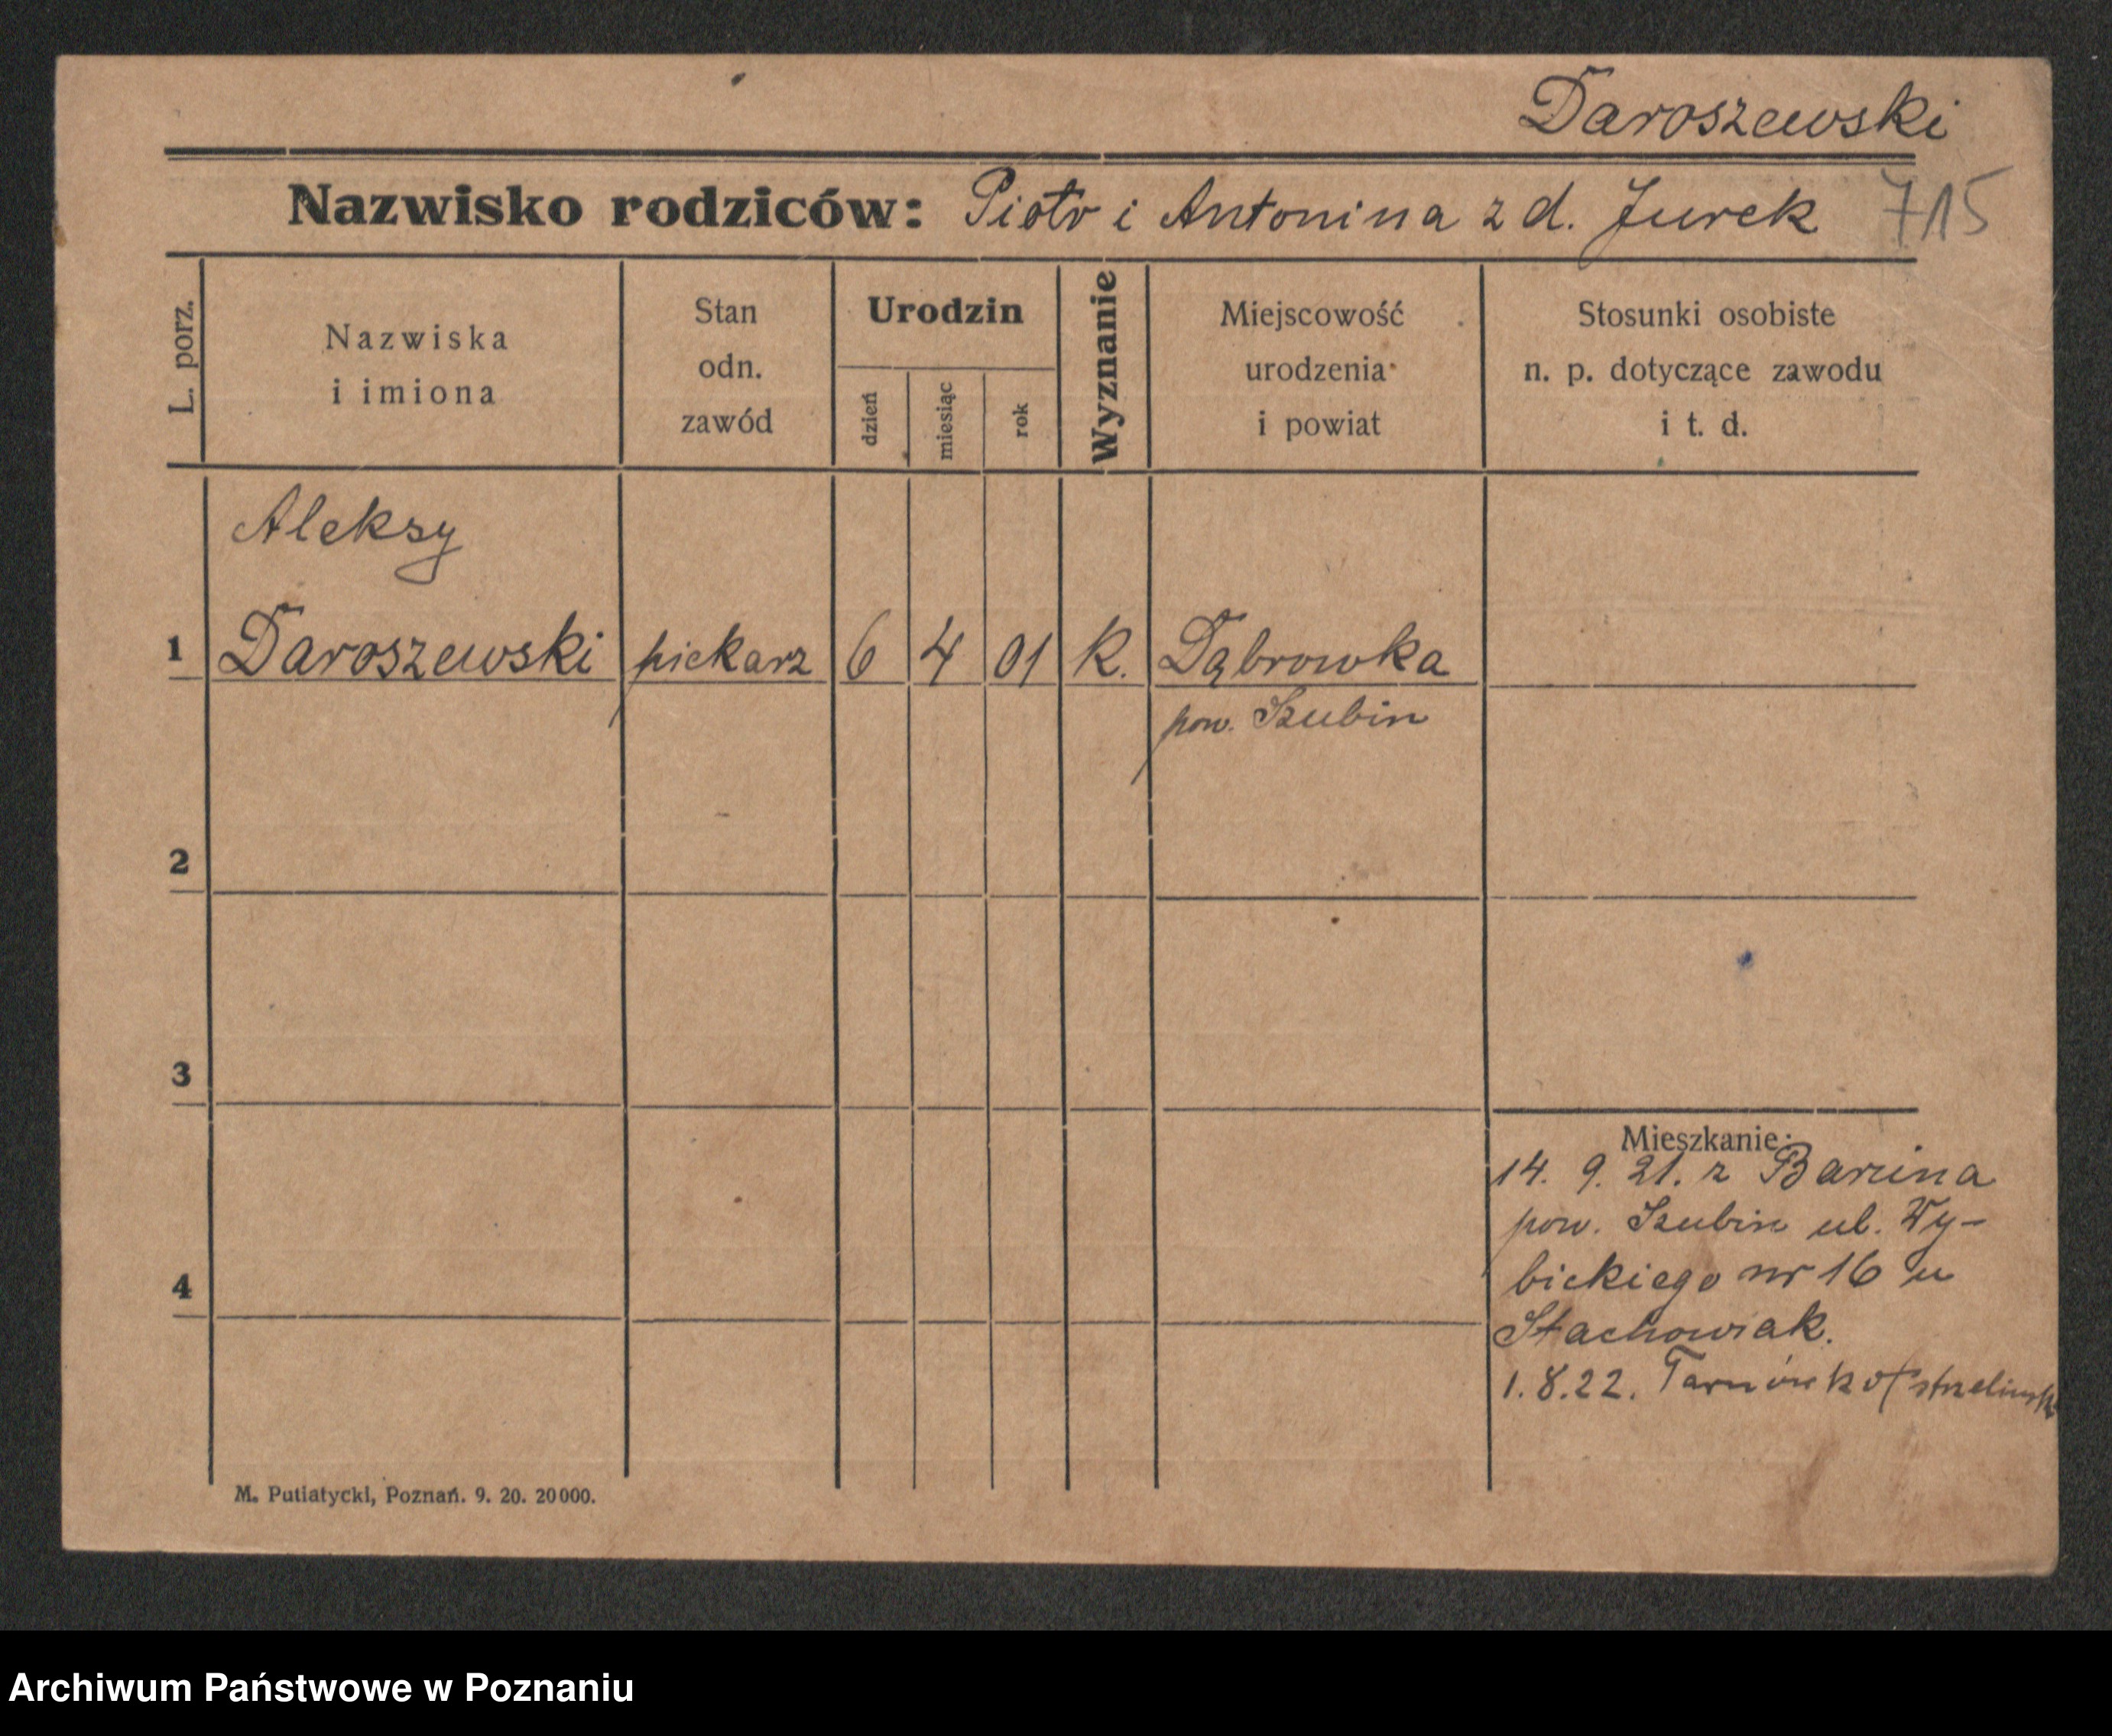 Daroszewski
Nazwisko rodziców: Piotr i Antonina z d. Jurek 715
L. porz.
Nazwiska
i imiona
Stan
odn.
zawód
Urodzin
dzień
miesiąc
rok
Wyznanie
Miejscowość
urodzenia
i powiat
Stosunki osobiste
n. p. dotyczące zawodu
i t. d.
Aleksy
1 Daroszewski piekarz 6 4 01 K. Dąbrowka
pow. Szubin
2
3
4
Mieszkanie:
14. 9. 21. z Barcina
pow. Szubin ul. Wy-
bickiego nr 16 u
Stachowiak.
1.8.22.
M. Putiatycki, Poznań. 9. 20. 20000.
Archiwum Państwowe w Poznaniu